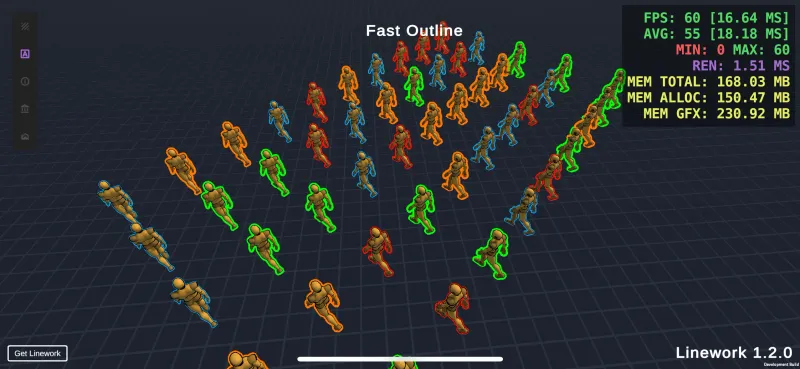 Fast Outline
FPS: 60 [16.64 MS]
AVG: 55 [18.18 MS]
MIN: 0 MAX: 60
REN: 1.51 MS
MEM TOTAL: 168.03 MB
MEM ALLOC: 150.47 MB
MEM GFX: 230.92 MB
A
Get Linework
Linework 1.2.0
Development Build